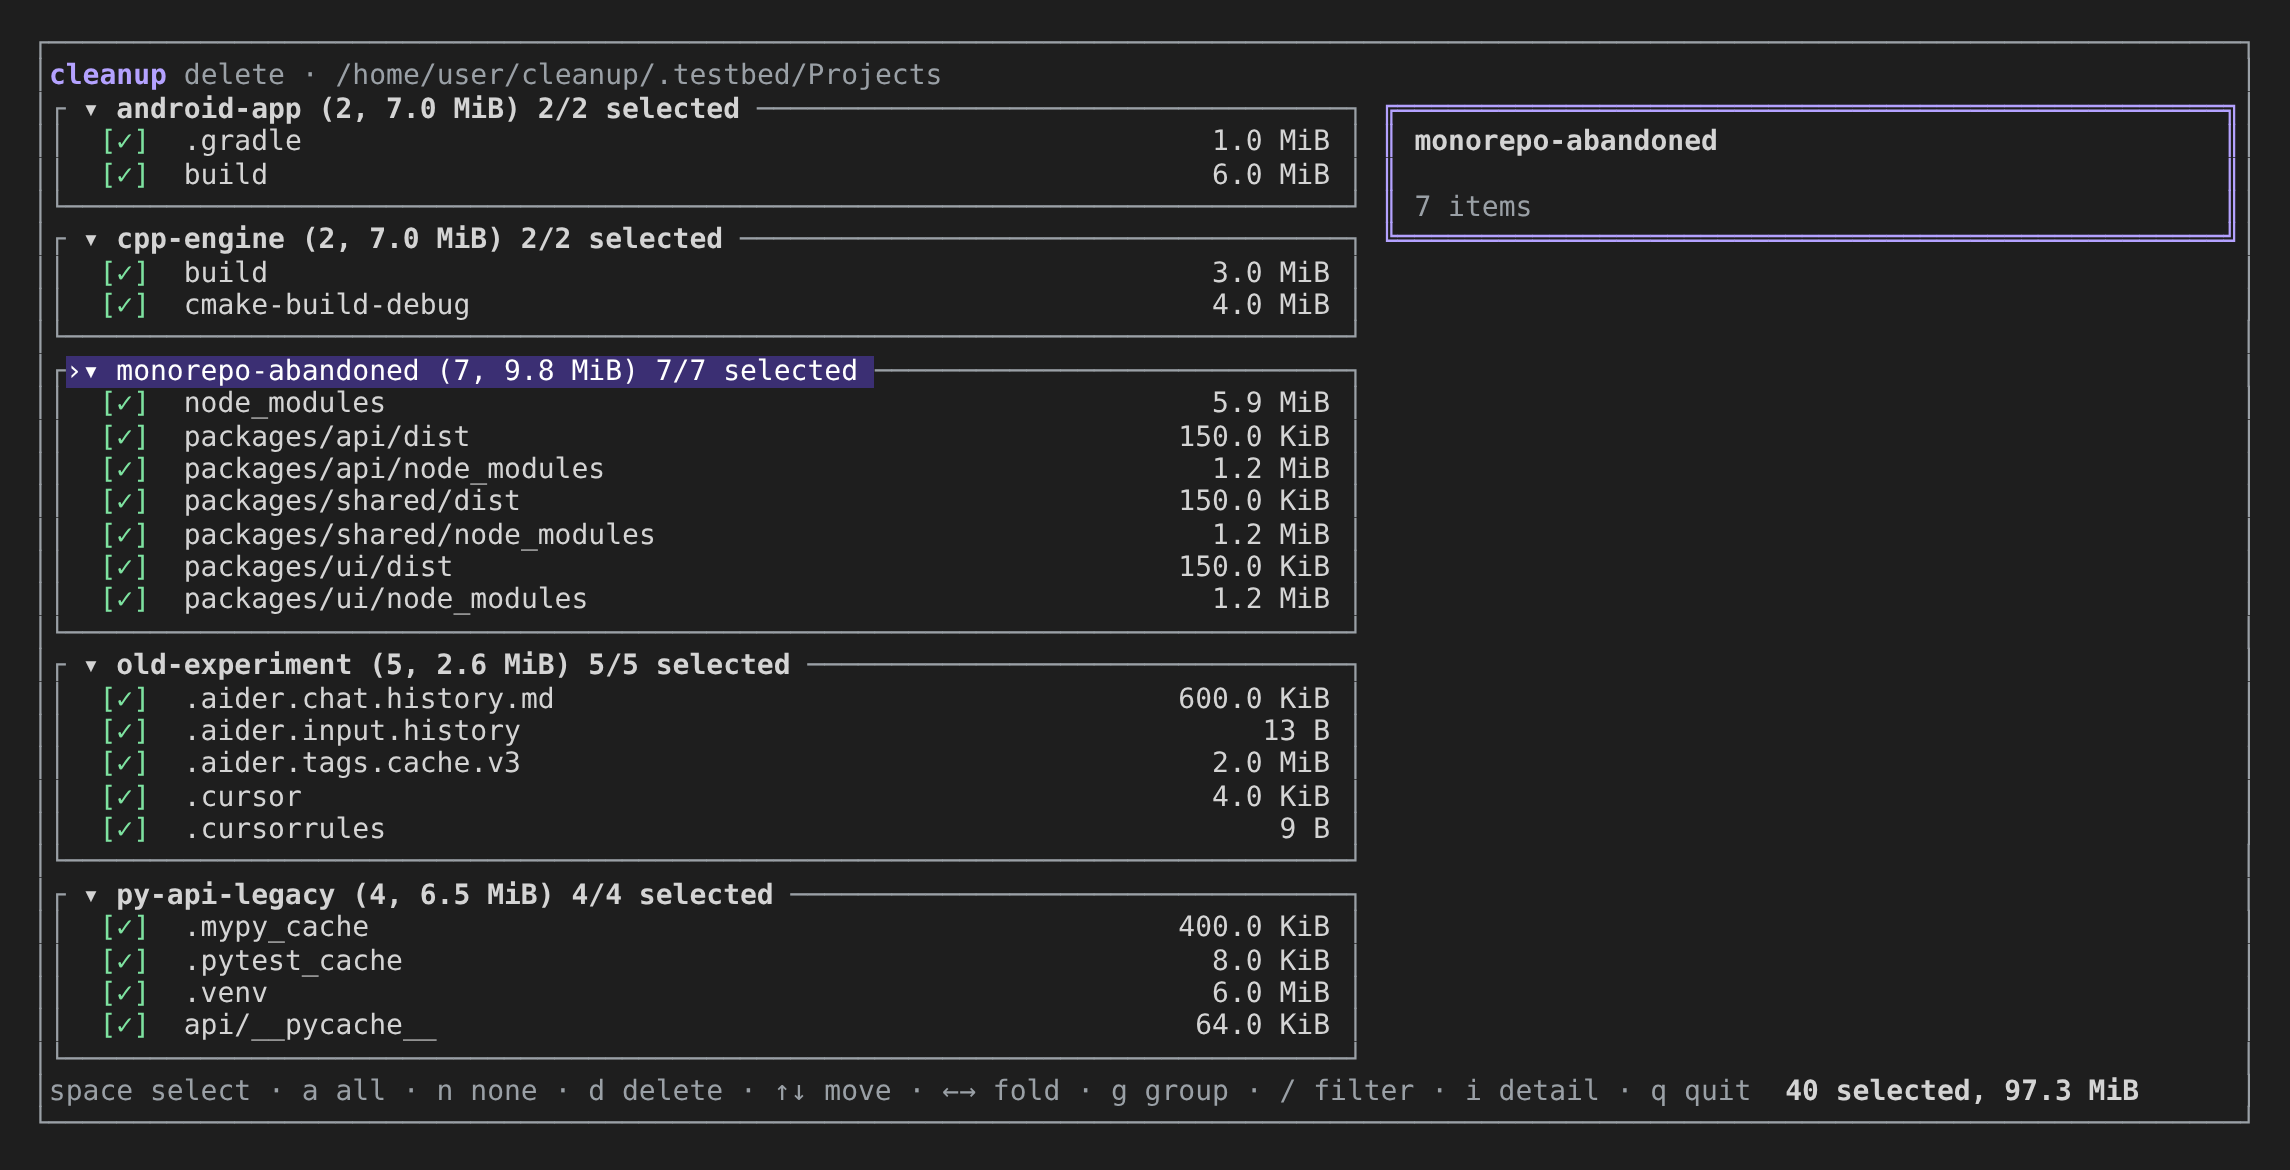 cleanup delete · /home/user/cleanup/.testbed/Projects
▾ android-app (2, 7.0 MiB) 2/2 selected
[✓] .gradle 1.0 MiB
[✓] build 6.0 MiB
▾ cpp-engine (2, 7.0 MiB) 2/2 selected
[✓] build 3.0 MiB
[✓] cmake-build-debug 4.0 MiB
›▾ monorepo-abandoned (7, 9.8 MiB) 7/7 selected
[✓] node_modules 5.9 MiB
[✓] packages/api/dist 150.0 KiB
[✓] packages/api/node_modules 1.2 MiB
[✓] packages/shared/dist 150.0 KiB
[✓] packages/shared/node_modules 1.2 MiB
[✓] packages/ui/dist 150.0 KiB
[✓] packages/ui/node_modules 1.2 MiB
▾ old-experiment (5, 2.6 MiB) 5/5 selected
[✓] .aider.chat.history.md 600.0 KiB
[✓] .aider.input.history 13 B
[✓] .aider.tags.cache.v3 2.0 MiB
[✓] .cursor 4.0 KiB
[✓] .cursorrules 9 B
▾ py-api-legacy (4, 6.5 MiB) 4/4 selected
[✓] .mypy_cache 400.0 KiB
[✓] .pytest_cache 8.0 KiB
[✓] .venv 6.0 MiB
[✓] api/__pycache__ 64.0 KiB
monorepo-abandoned
7 items
space select · a all · n none · d delete · ↑↓ move · ←→ fold · g group · / filter · i detail · q quit 40 selected, 97.3 MiB